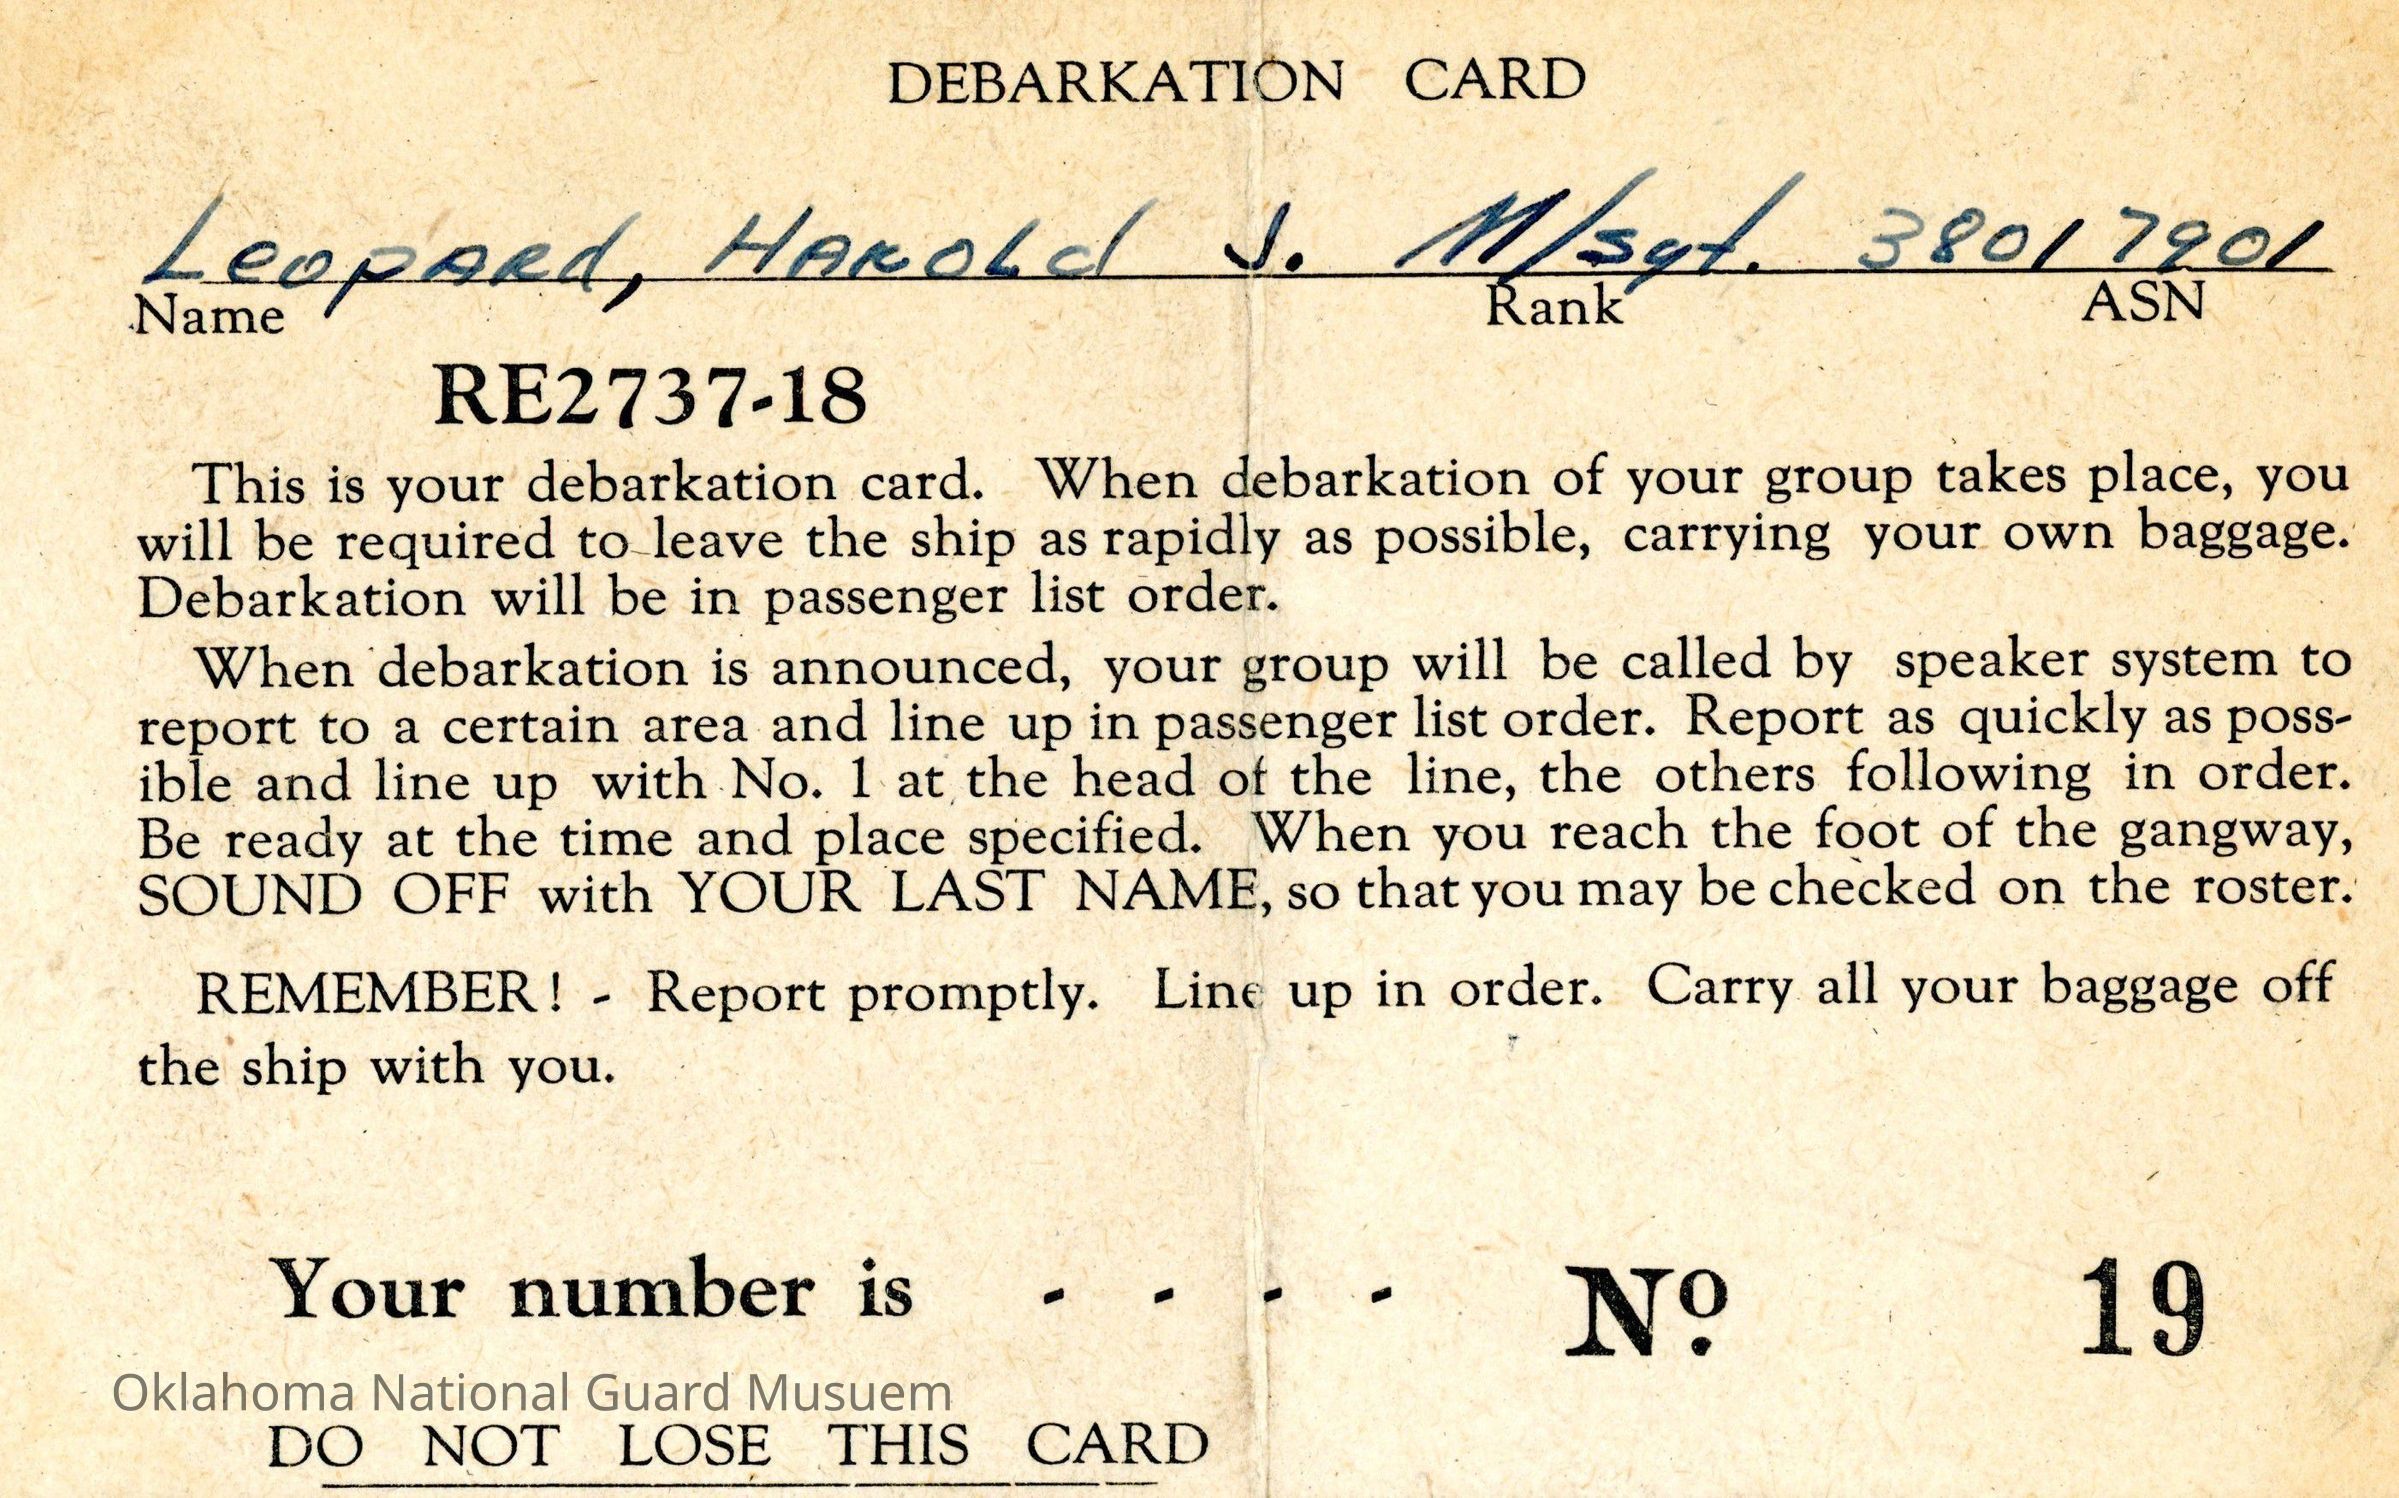 DEBARKATION CARD
Leopard, Harold J. M/Sgt. 38017901
Name Rank ASN
RE2737-18
This is your debarkation card. When debarkation of your group takes place, you
will be required to leave the ship as rapidly as possible, carrying your own baggage.
Debarkation will be in passenger list order.
When debarkation is announced, your group will be called by speaker system to
report to a certain area and line up in passenger list order. Report as quickly as poss-
ible and line up with No. 1 at the head of the line, the others following in order.
Be ready at the time and place specified. When you reach the foot of the gangway,
SOUND OFF with YOUR LAST NAME, so that you may be checked on the roster.
REMEMBER! - Report promptly. Line up in order. Carry all your baggage off
the ship with you.
Your number is - - - - Nº. 19
Oklahoma National Guard Musuem
DO NOT LOSE THIS CARD